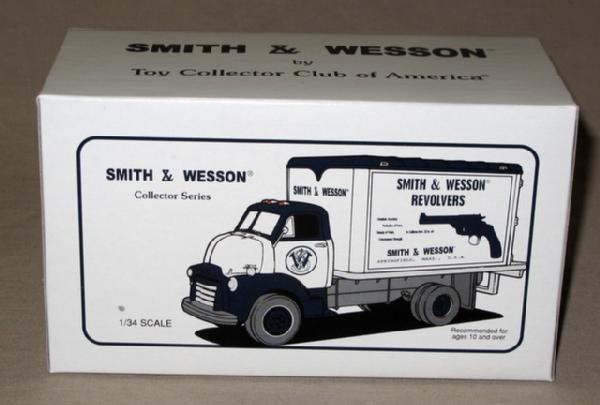 SMITH & WESSON
by
Toy Collector Club of America®
SMITH & WESSON®
Collector Series
SMITH & WESSON®
SMITH & WESSON®
REVOLVERS
SMITH & WESSON®
1/34 SCALE
Recommended for
ages 10 and over